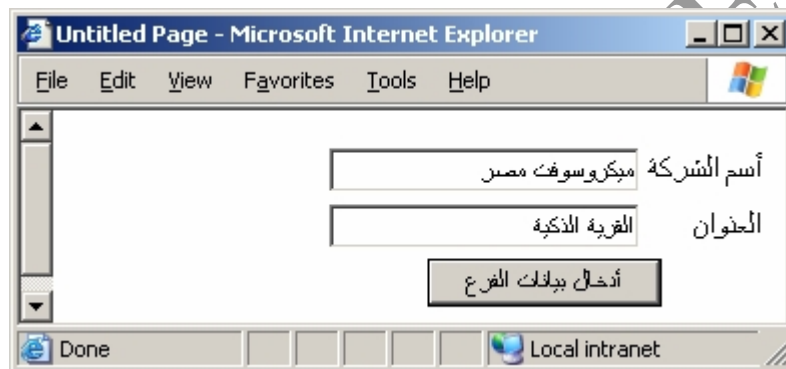 Untitled Page - Microsoft Internet Explorer
File Edit View Favorites Tools Help
أسم الشركة ميكروسوفت مصر
العنوان القرية الذكية
أدخال بيانات الفرع
Done Local intranet